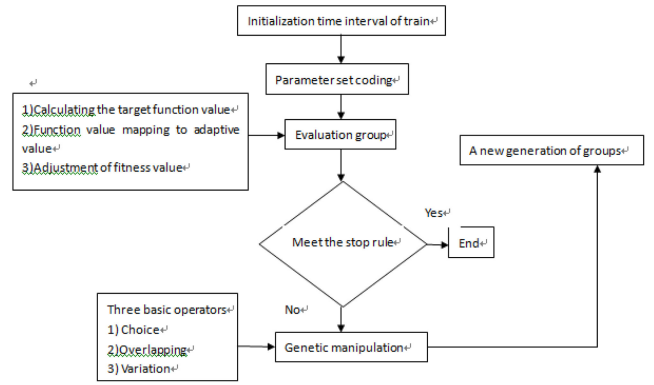 Initialization time interval of train
Parameter set coding
1)Calculating the target function value
2)Function value mapping to adaptive
value
3)Adjustment of fitness value
Evaluation group
A new generation of groups
Yes
Meet the stop rule
End
No
Three basic operators
1) Choice
2)Overlapping
3) Variation
Genetic manipulation